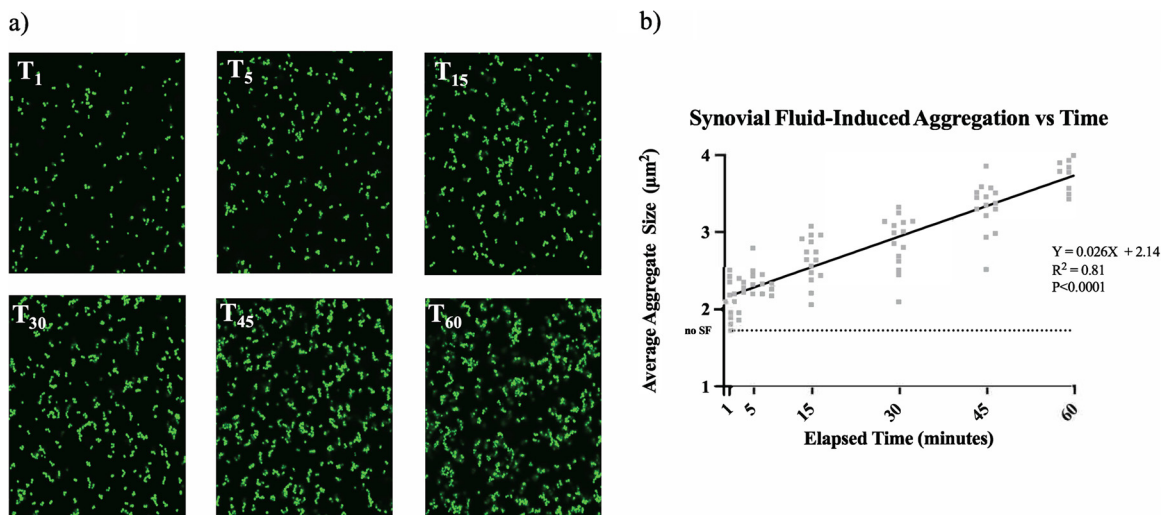 a)
T1
T5
T15
T30
T45
T60
b)
Synovial Fluid-Induced Aggregation vs Time
Average Aggregate Size (µm²)
4
3
2
no SF
1
Y = 0.026X + 2.14
R² = 0.81
P<0.0001
1 5 15 30 45 60
Elapsed Time (minutes)